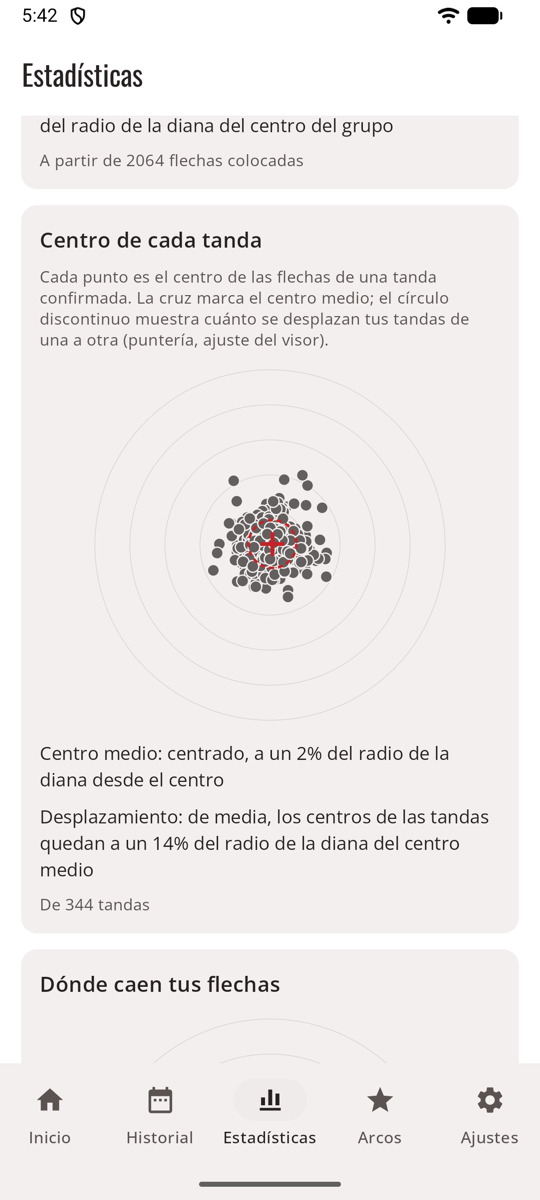 5:42
Estadísticas
del radio de la diana del centro del grupo
A partir de 2064 flechas colocadas
Centro de cada tanda
Cada punto es el centro de las flechas de una tanda
confirmada. La cruz marca el centro medio; el círculo
discontinuo muestra cuánto se desplazan tus tandas de
una a otra (puntería, ajuste del visor).
Centro medio: centrado, a un 2% del radio de la
diana desde el centro
Desplazamiento: de media, los centros de las tandas
quedan a un 14% del radio de la diana del centro
medio
De 344 tandas
Dónde caen tus flechas
Inicio Historial Estadísticas Arcos Ajustes